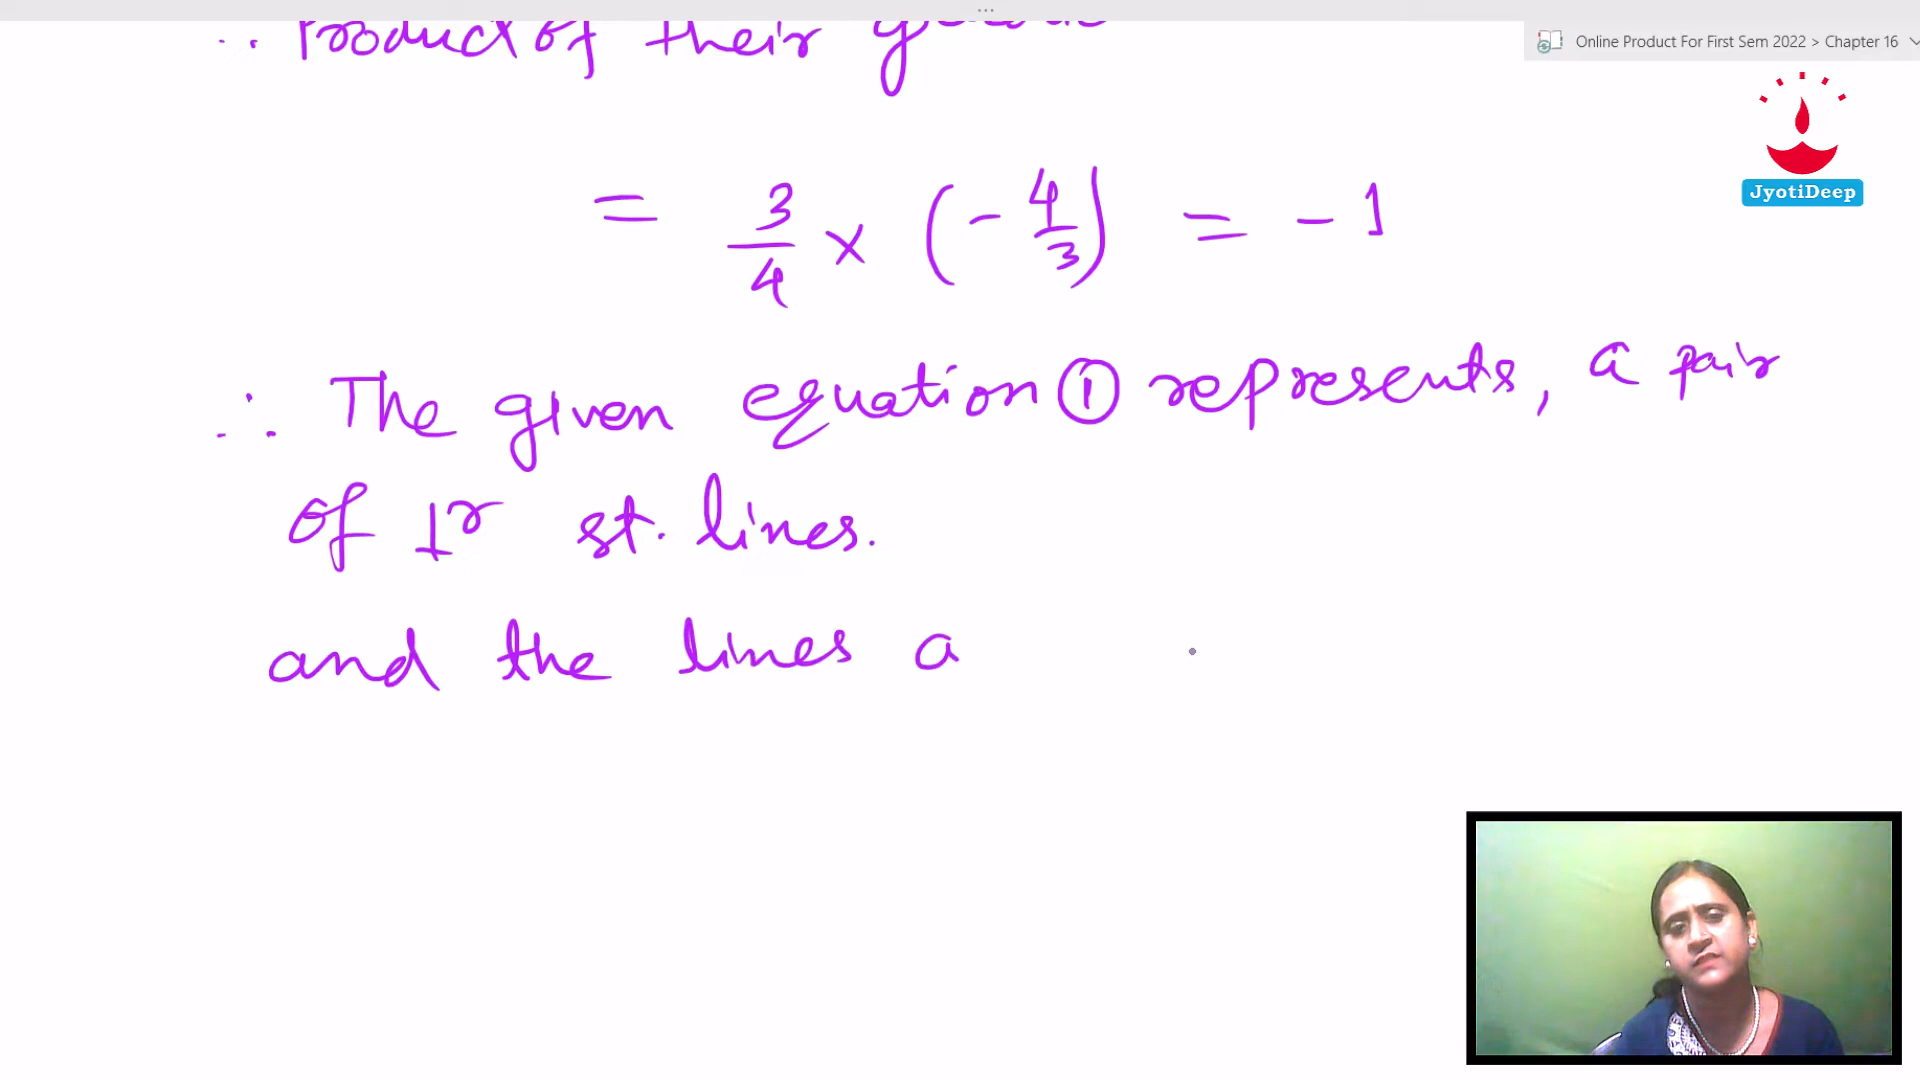 ...
Online Product For First Sem 2022 > Chapter 16
∴ Product of their
JyotiDeep
= 3/4 × (- 4/3) = - 1
∴ The given equation ① represents, a pair
of ⊥r st. lines.
and the lines a